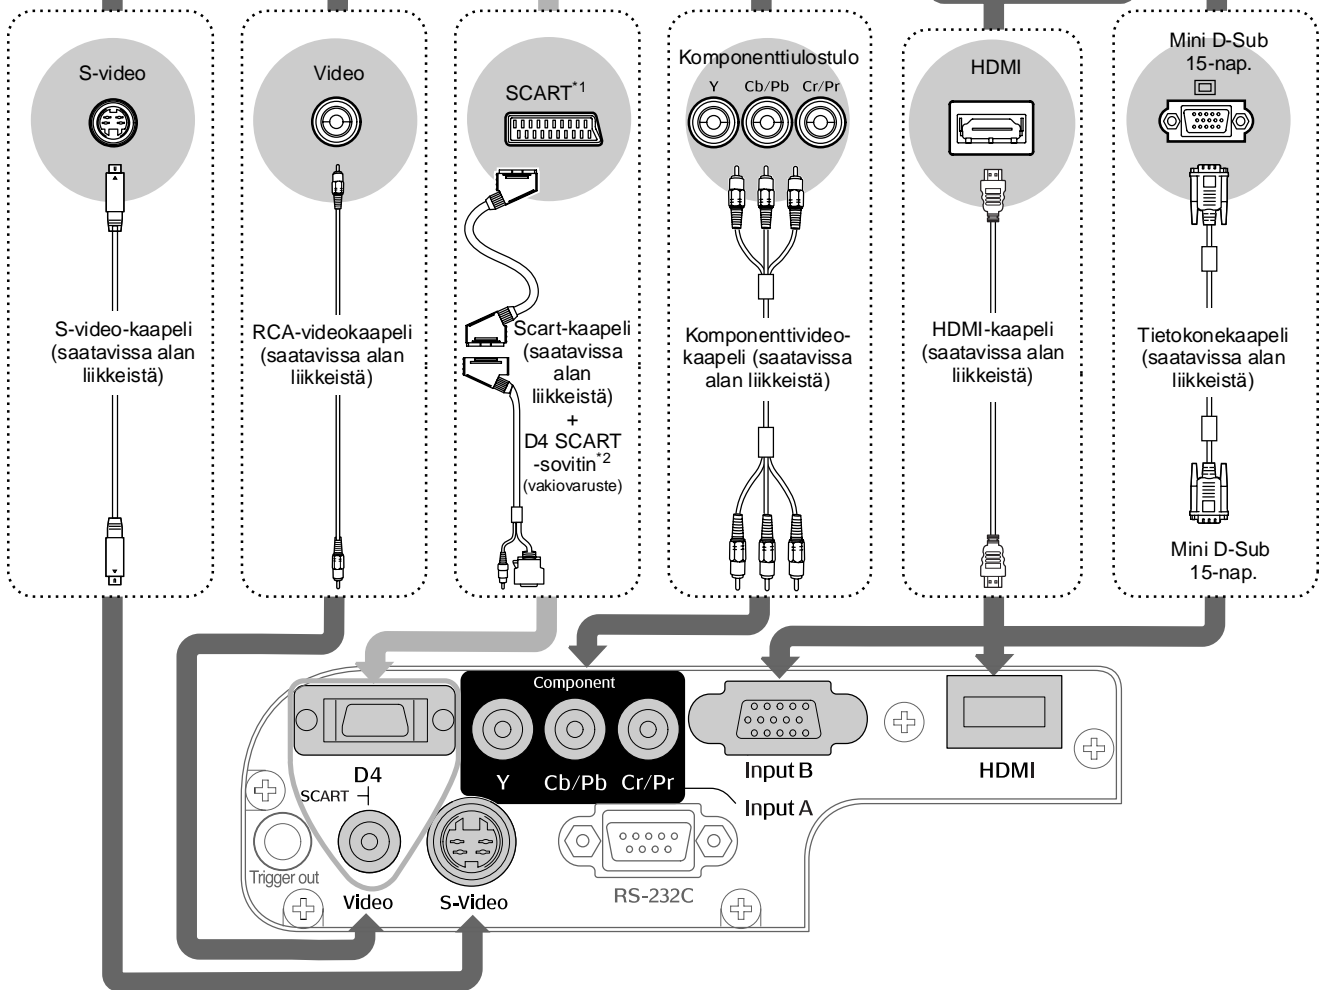 S-video
Video
SCART*1
Komponenttiulostulo
Y Cb/Pb Cr/Pr
HDMI
Mini D-Sub
15-nap.
S-video-kaapeli
(saatavissa alan
liikkeistä)
RCA-videokaapeli
(saatavissa alan
liikkeistä)
Scart-kaapeli
(saatavissa
alan
liikkeistä)
+
D4 SCART
-sovitin*2
(vakiovaruste)
Komponenttivideo-
kaapeli (saatavissa
alan liikkeistä)
HDMI-kaapeli
(saatavissa alan
liikkeistä)
Tietokonekaapeli
(saatavissa alan
liikkeistä)
Mini D-Sub
15-nap.
Component
Y Cb/Pb Cr/Pr
Input A
Input B
HDMI
D4
SCART
Trigger out
Video
S-Video
RS-232C